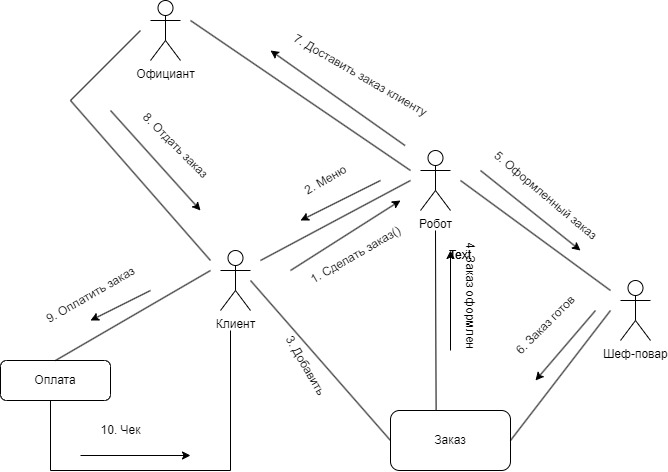 Официант
7. Доставить заказ клиенту
8. Отдать заказ
2. Меню
5. Оформленный заказ
Робот
1. Сделать заказ()
Text
4. Заказ оформлен
9. Оплатить заказ
Клиент
3. Добавить
6. Заказ готов
Шеф-повар
Оплата
10. Чек
Заказ